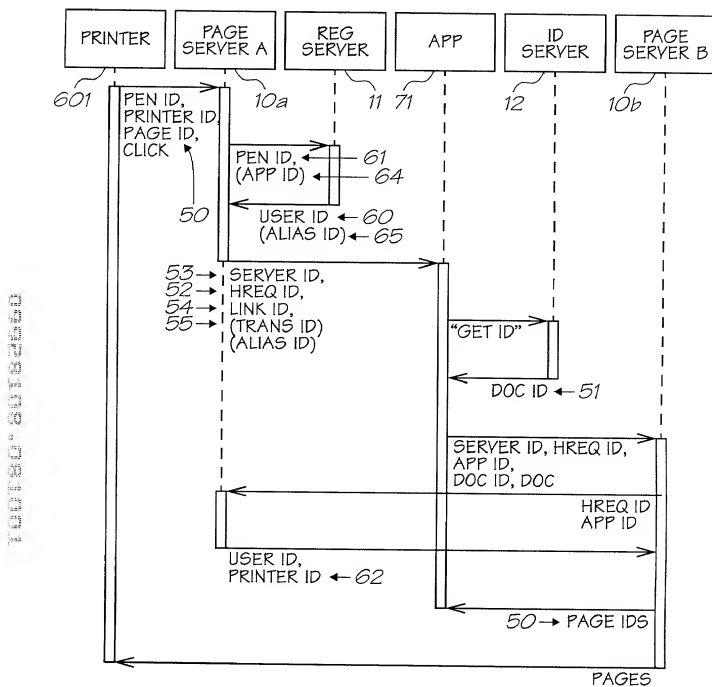 PRINTER
PAGE
SERVER A
REG
SERVER
APP
ID
SERVER
PAGE
SERVER B
601
10a
11
71
12
10b
PEN ID,
PRINTER ID,
PAGE ID,
CLICK
50
PEN ID,
61
(APP ID)
64
USER ID
60
(ALIAS ID)
65
53
SERVER ID,
52
HREQ ID,
54
LINK ID,
55
(TRANS ID)
(ALIAS ID)
"GET ID"
DOC ID
51
SERVER ID, HREQ ID,
APP ID,
DOC ID, DOC
HREQ ID
APP ID
USER ID,
PRINTER ID
62
50
PAGE IDS
PAGES